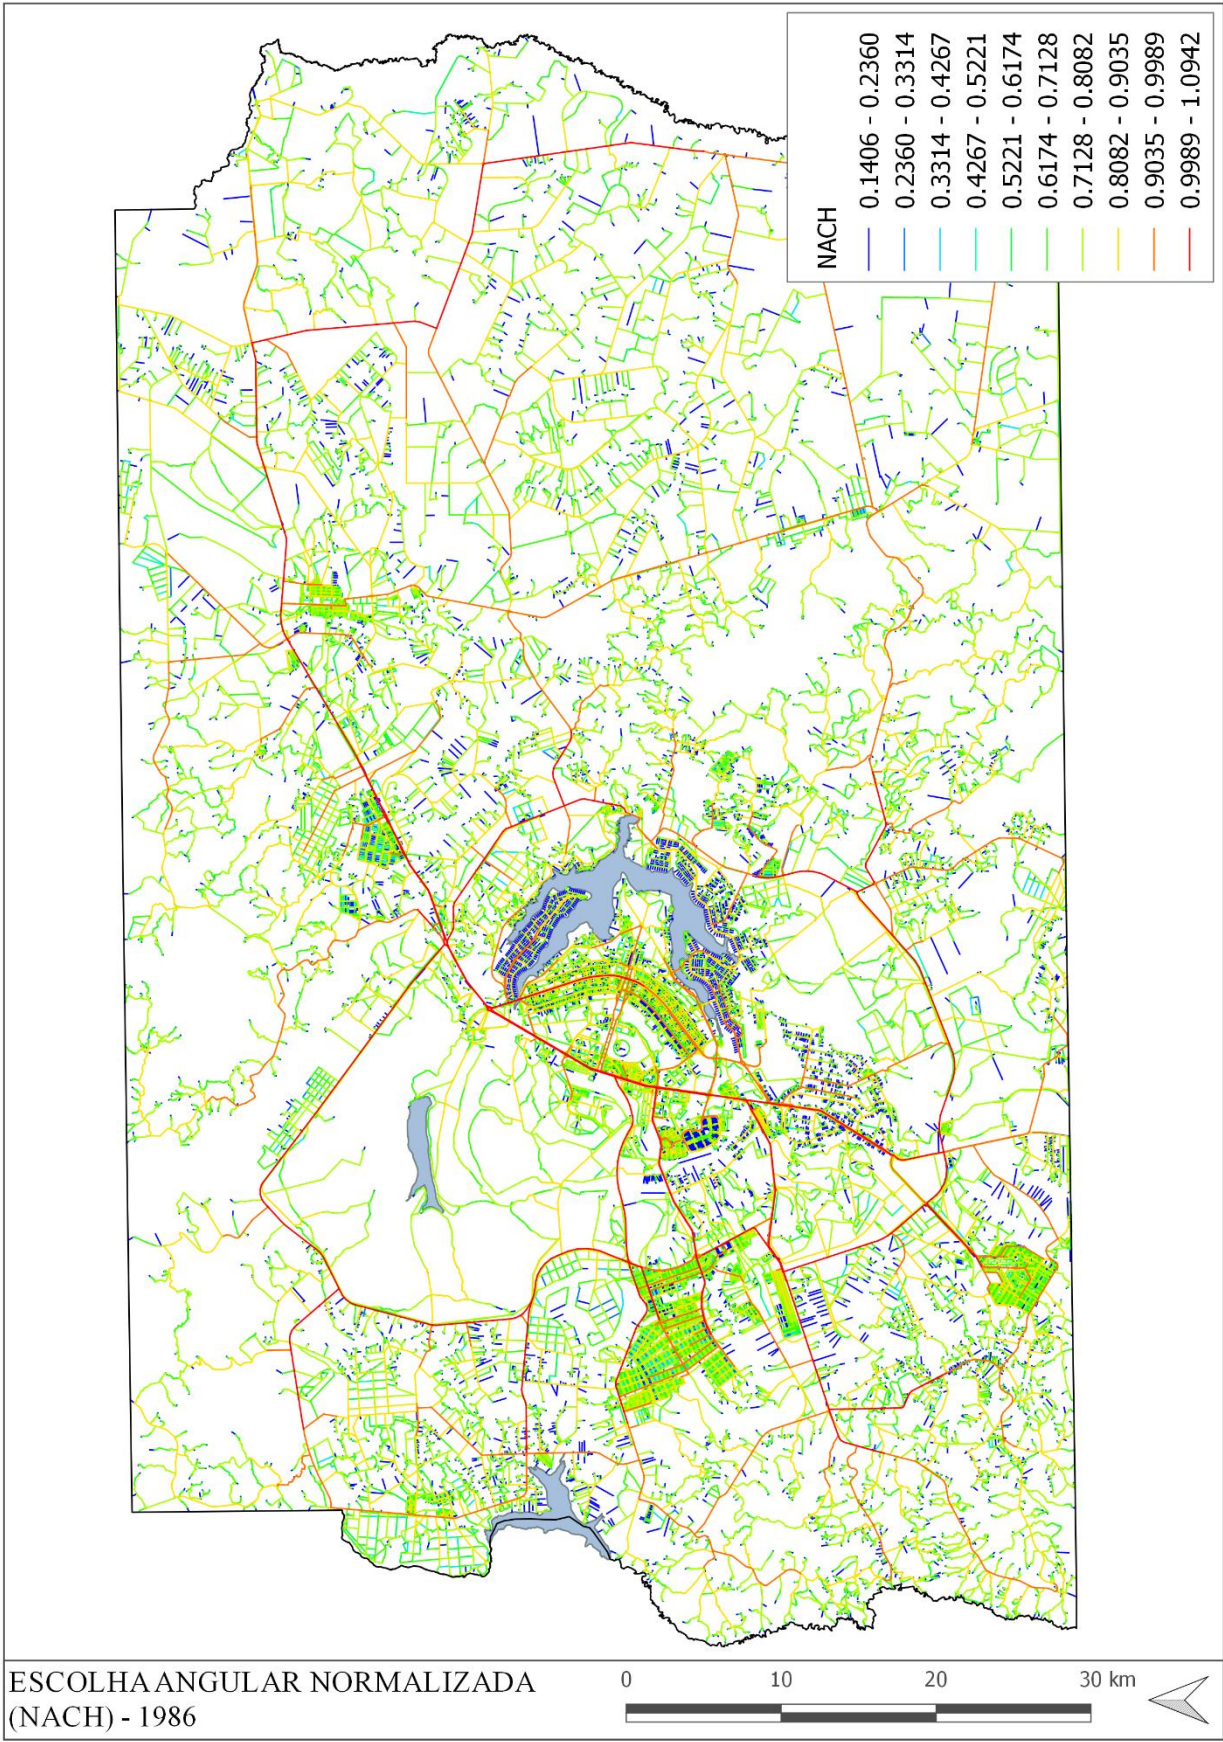 NACH
0.1406 - 0.2360
0.2360 - 0.3314
0.3314 - 0.4267
0.4267 - 0.5221
0.5221 - 0.6174
0.6174 - 0.7128
0.7128 - 0.8082
0.8082 - 0.9035
0.9035 - 0.9989
0.9989 - 1.0942
ESCOLHA ANGULAR NORMALIZADA
(NACH) - 1986
0 10 20 30 km